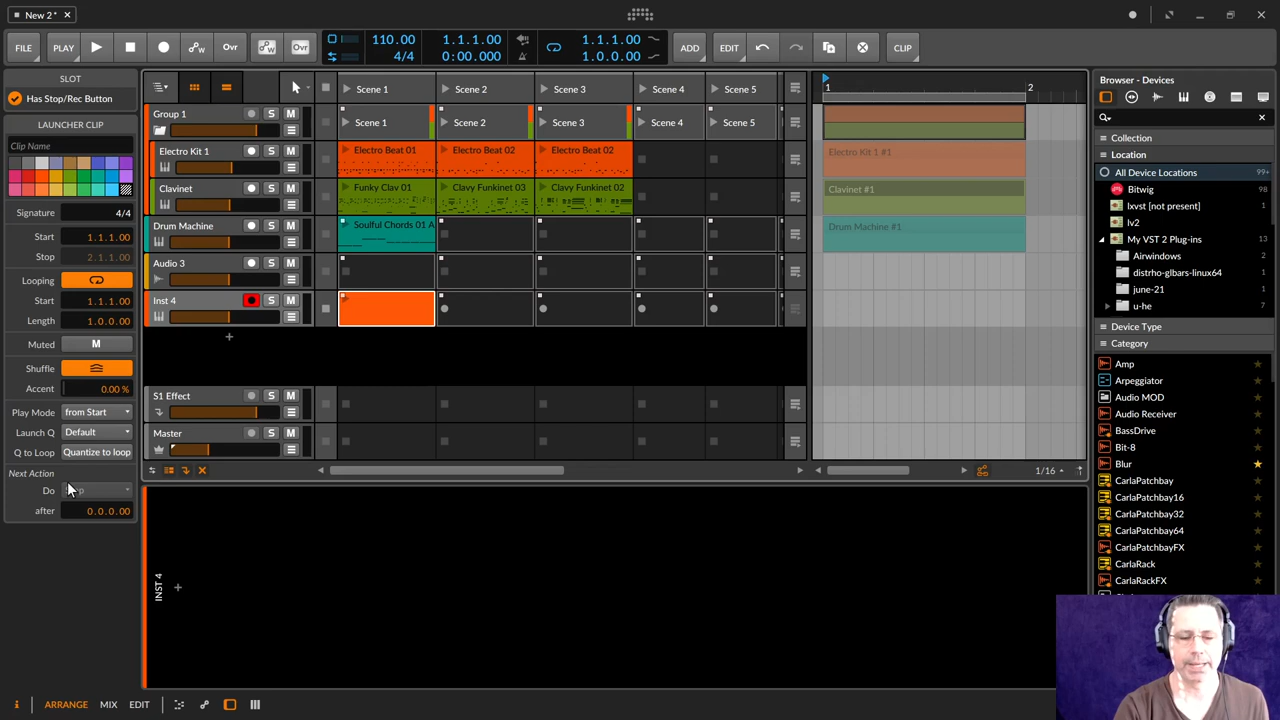 New 2*
FILE
PLAY
Ovr
Ovr
110.00
4/4
1.1.1.00
0:00.000
1.1.1.00
1.0.0.00
ADD
EDIT
CLIP
SLOT
Has Stop/Rec Button
LAUNCHER CLIP
Clip Name
Signature 4/4
Start 1.1.1.00
Stop 2.1.1.00
Looping
Start 1.1.1.00
Length 1.0.0.00
Muted M
Shuffle
Accent 0.00 %
Play Mode from Start
Launch Q Default
Q to Loop Quantize to loop
Next Action
Do
after 0.0.0.00
Scene 1 Scene 2 Scene 3 Scene 4 Scene 5
Group 1 S M Scene 1 Scene 2 Scene 3 Scene 4 Scene 5
Electro Kit 1 S M Electro Beat 01 Electro Beat 02 Electro Beat 02
Clavinet S M Funky Clav 01 Clavy Funkinet 03 Clavy Funkinet 02
Drum Machine S M Soulful Chords 01 A
Audio 3 S M
Inst 4 S M
+
S1 Effect S M
Master S M
1 2
Electro Kit 1 #1
Clavinet #1
Drum Machine #1
1/16
INST 4
+
Browser - Devices
Collection
Location
All Device Locations 99+
Bitwig 98
lxvst [not present]
lv2
My VST 2 Plug-ins 13
Airwindows 2
distrho-glbars-linux64 1
june-21 1
u-he 7
Device Type
Category
Amp
Arpeggiator
Audio MOD
Audio Receiver
BassDrive
Bit-8
Blur
CarlaPatchbay
CarlaPatchbay16
CarlaPatchbay32
CarlaPatchbay64
CarlaPatchbayFX
CarlaRack
CarlaRackFX
i
ARRANGE
MIX
EDIT